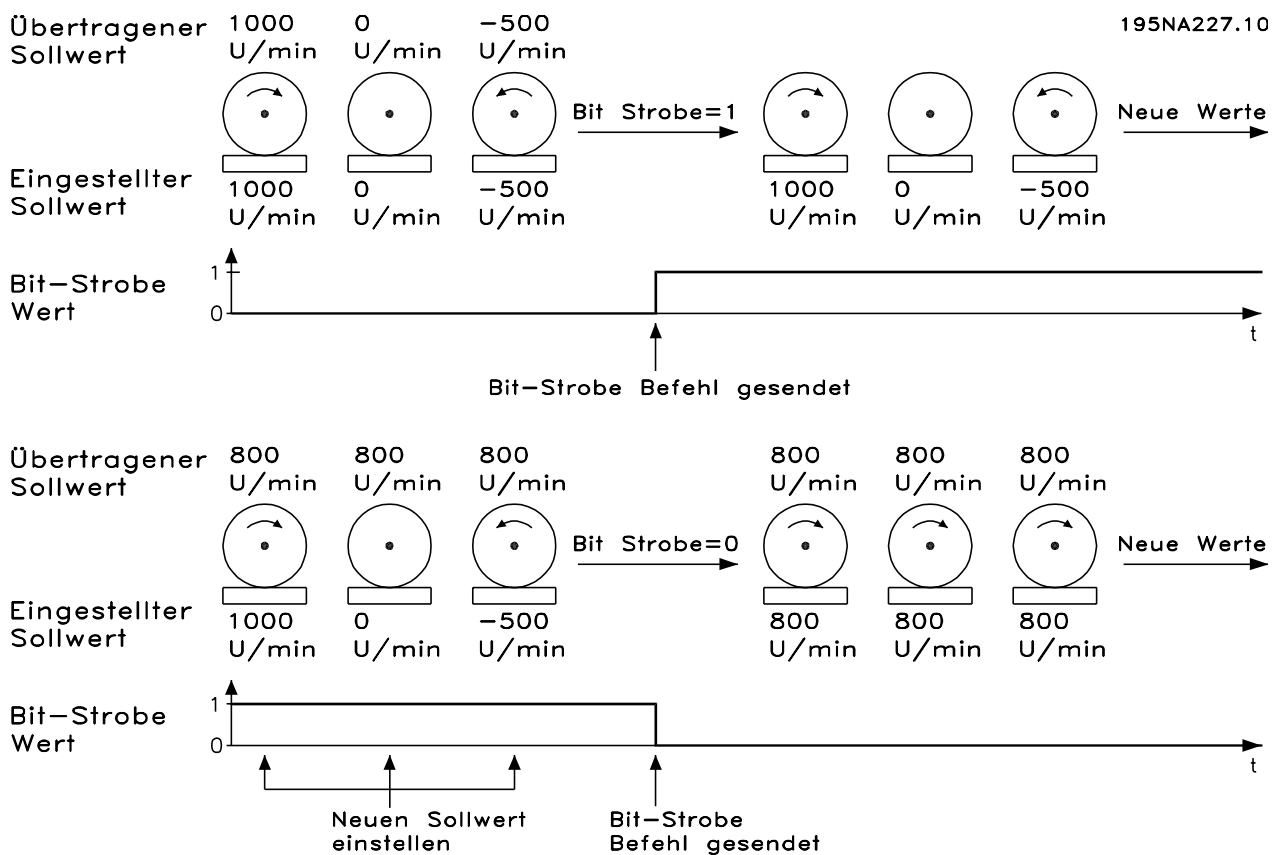 Übertragener 1000 0 -500 195NA227.10
Sollwert U/min U/min U/min
Bit Strobe=1 Neue Werte
Eingestellter 1000 0 -500 1000 0 -500
Sollwert U/min U/min U/min U/min U/min U/min
Bit-Strobe 1
Wert 0
t
Bit-Strobe Befehl gesendet
Übertragener 800 800 800 800 800 800
Sollwert U/min U/min U/min U/min U/min U/min
Bit Strobe=0 Neue Werte
Eingestellter 1000 0 -500 800 800 800
Sollwert U/min U/min U/min U/min U/min U/min
Bit-Strobe 1
Wert 0
t
Neuen Sollwert Bit-Strobe
einstellen Befehl gesendet